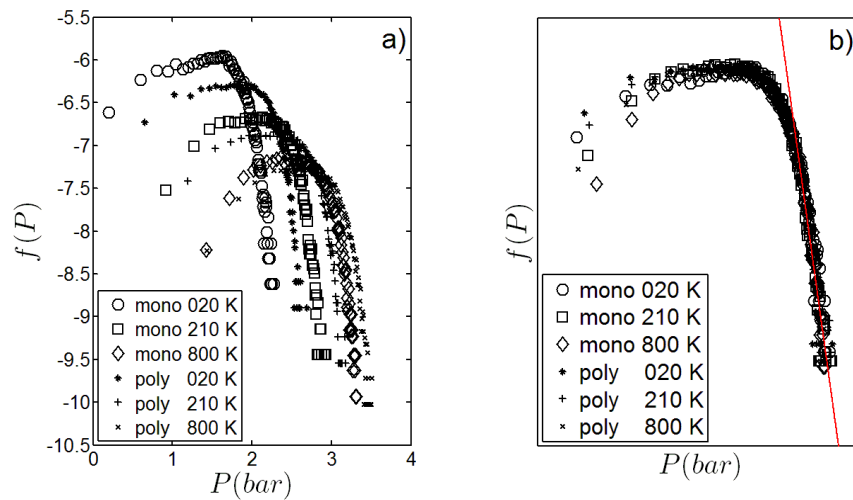 a)
f(P)
-5.5
-6
-6.5
-7
-7.5
-8
-8.5
-9
-9.5
-10
-10.5
0
1
2
3
4
P(bar)
mono 020 K
mono 210 K
mono 800 K
poly 020 K
poly 210 K
poly 800 K
b)
f(P)
P(bar)
mono 020 K
mono 210 K
mono 800 K
poly 020 K
poly 210 K
poly 800 K